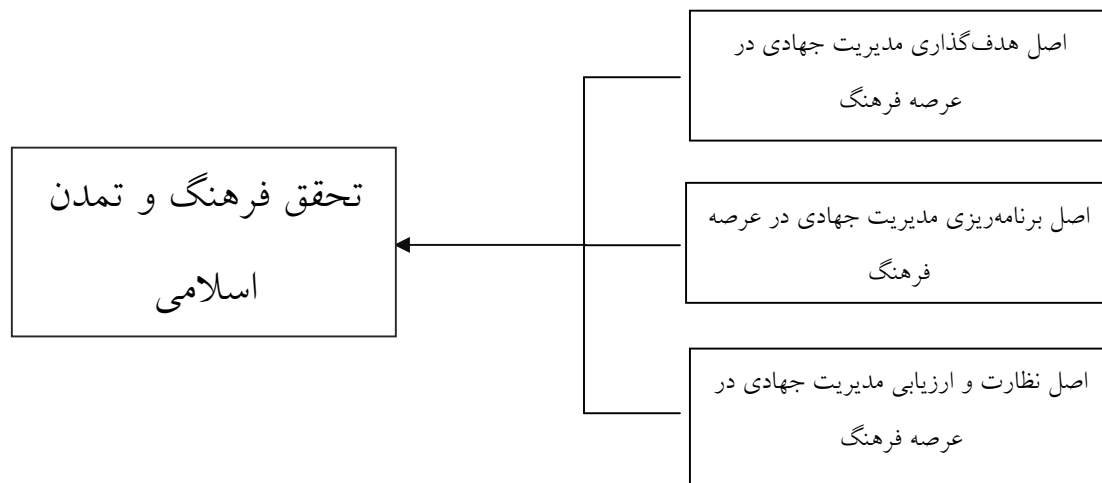 اصل هدف‌گذاری مدیریت جهادی در
عرصه فرهنگ
اصل برنامه‌ریزی مدیریت جهادی در عرصه
فرهنگ
اصل نظارت و ارزیابی مدیریت جهادی در
عرصه فرهنگ
تحقق فرهنگ و تمدن
اسلامی